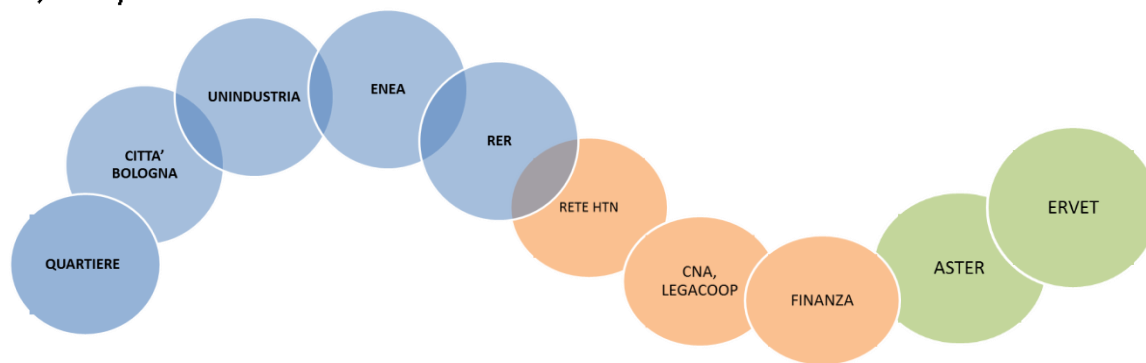 QUARTIERE
CITTA'
BOLOGNA
UNINDUSTRIA
ENEA
RER
RETE HTN
CNA,
LEGACOOP
FINANZA
ASTER
ERVET